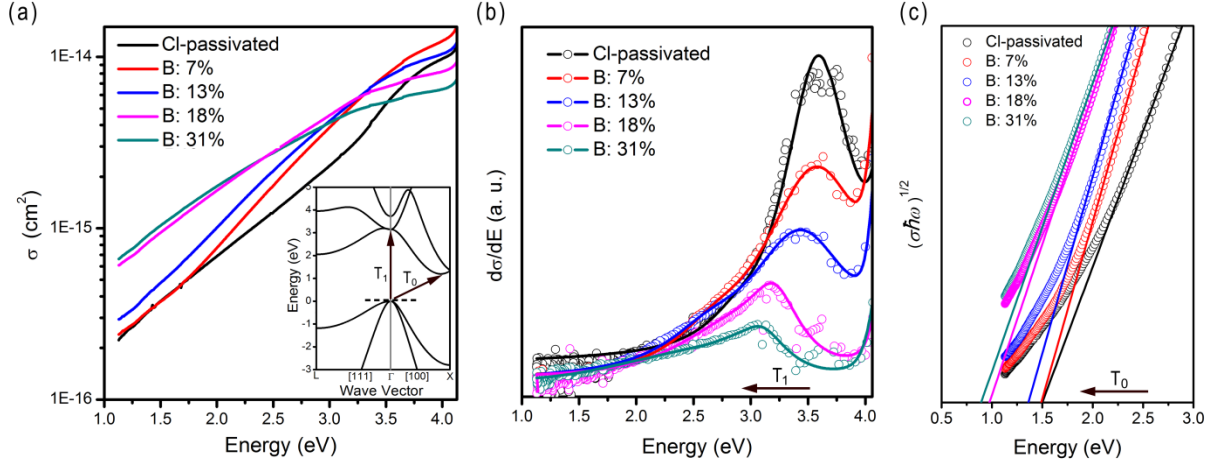 (a)
Cl-passivated
B: 7%
B: 13%
B: 18%
B: 31%
1E-14
1E-15
1E-16
σ (cm²)
1.0 1.5 2.0 2.5 3.0 3.5 4.0
Energy (eV)
5
4
3
2
1
0
-1
-2
-3
Energy (eV)
T₁
T₀
L [111] Γ [100] X
Wave Vector
(b)
Cl-passivated
B: 7%
B: 13%
B: 18%
B: 31%
dσ/dE (a. u.)
T₁
1.0 1.5 2.0 2.5 3.0 3.5 4.0
Energy (eV)
(c)
Cl-passivated
B: 7%
B: 13%
B: 18%
B: 31%
(σħω)^1/2
T₀
0.5 1.0 1.5 2.0 2.5 3.0
Energy (eV)